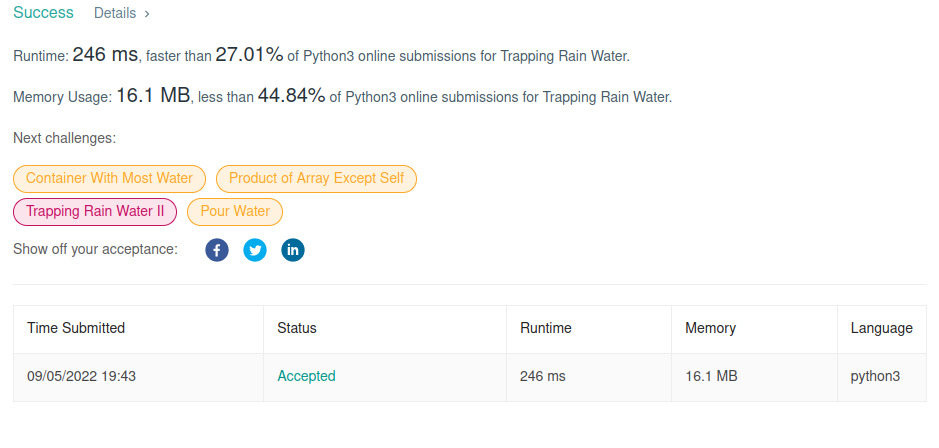 Success Details >
Runtime: 246 ms, faster than 27.01% of Python3 online submissions for Trapping Rain Water.
Memory Usage: 16.1 MB, less than 44.84% of Python3 online submissions for Trapping Rain Water.
Next challenges:
Container With Most Water Product of Array Except Self
Trapping Rain Water II Pour Water
Show off your acceptance: f in
Time Submitted Status Runtime Memory Language
09/05/2022 19:43 Accepted 246 ms 16.1 MB python3